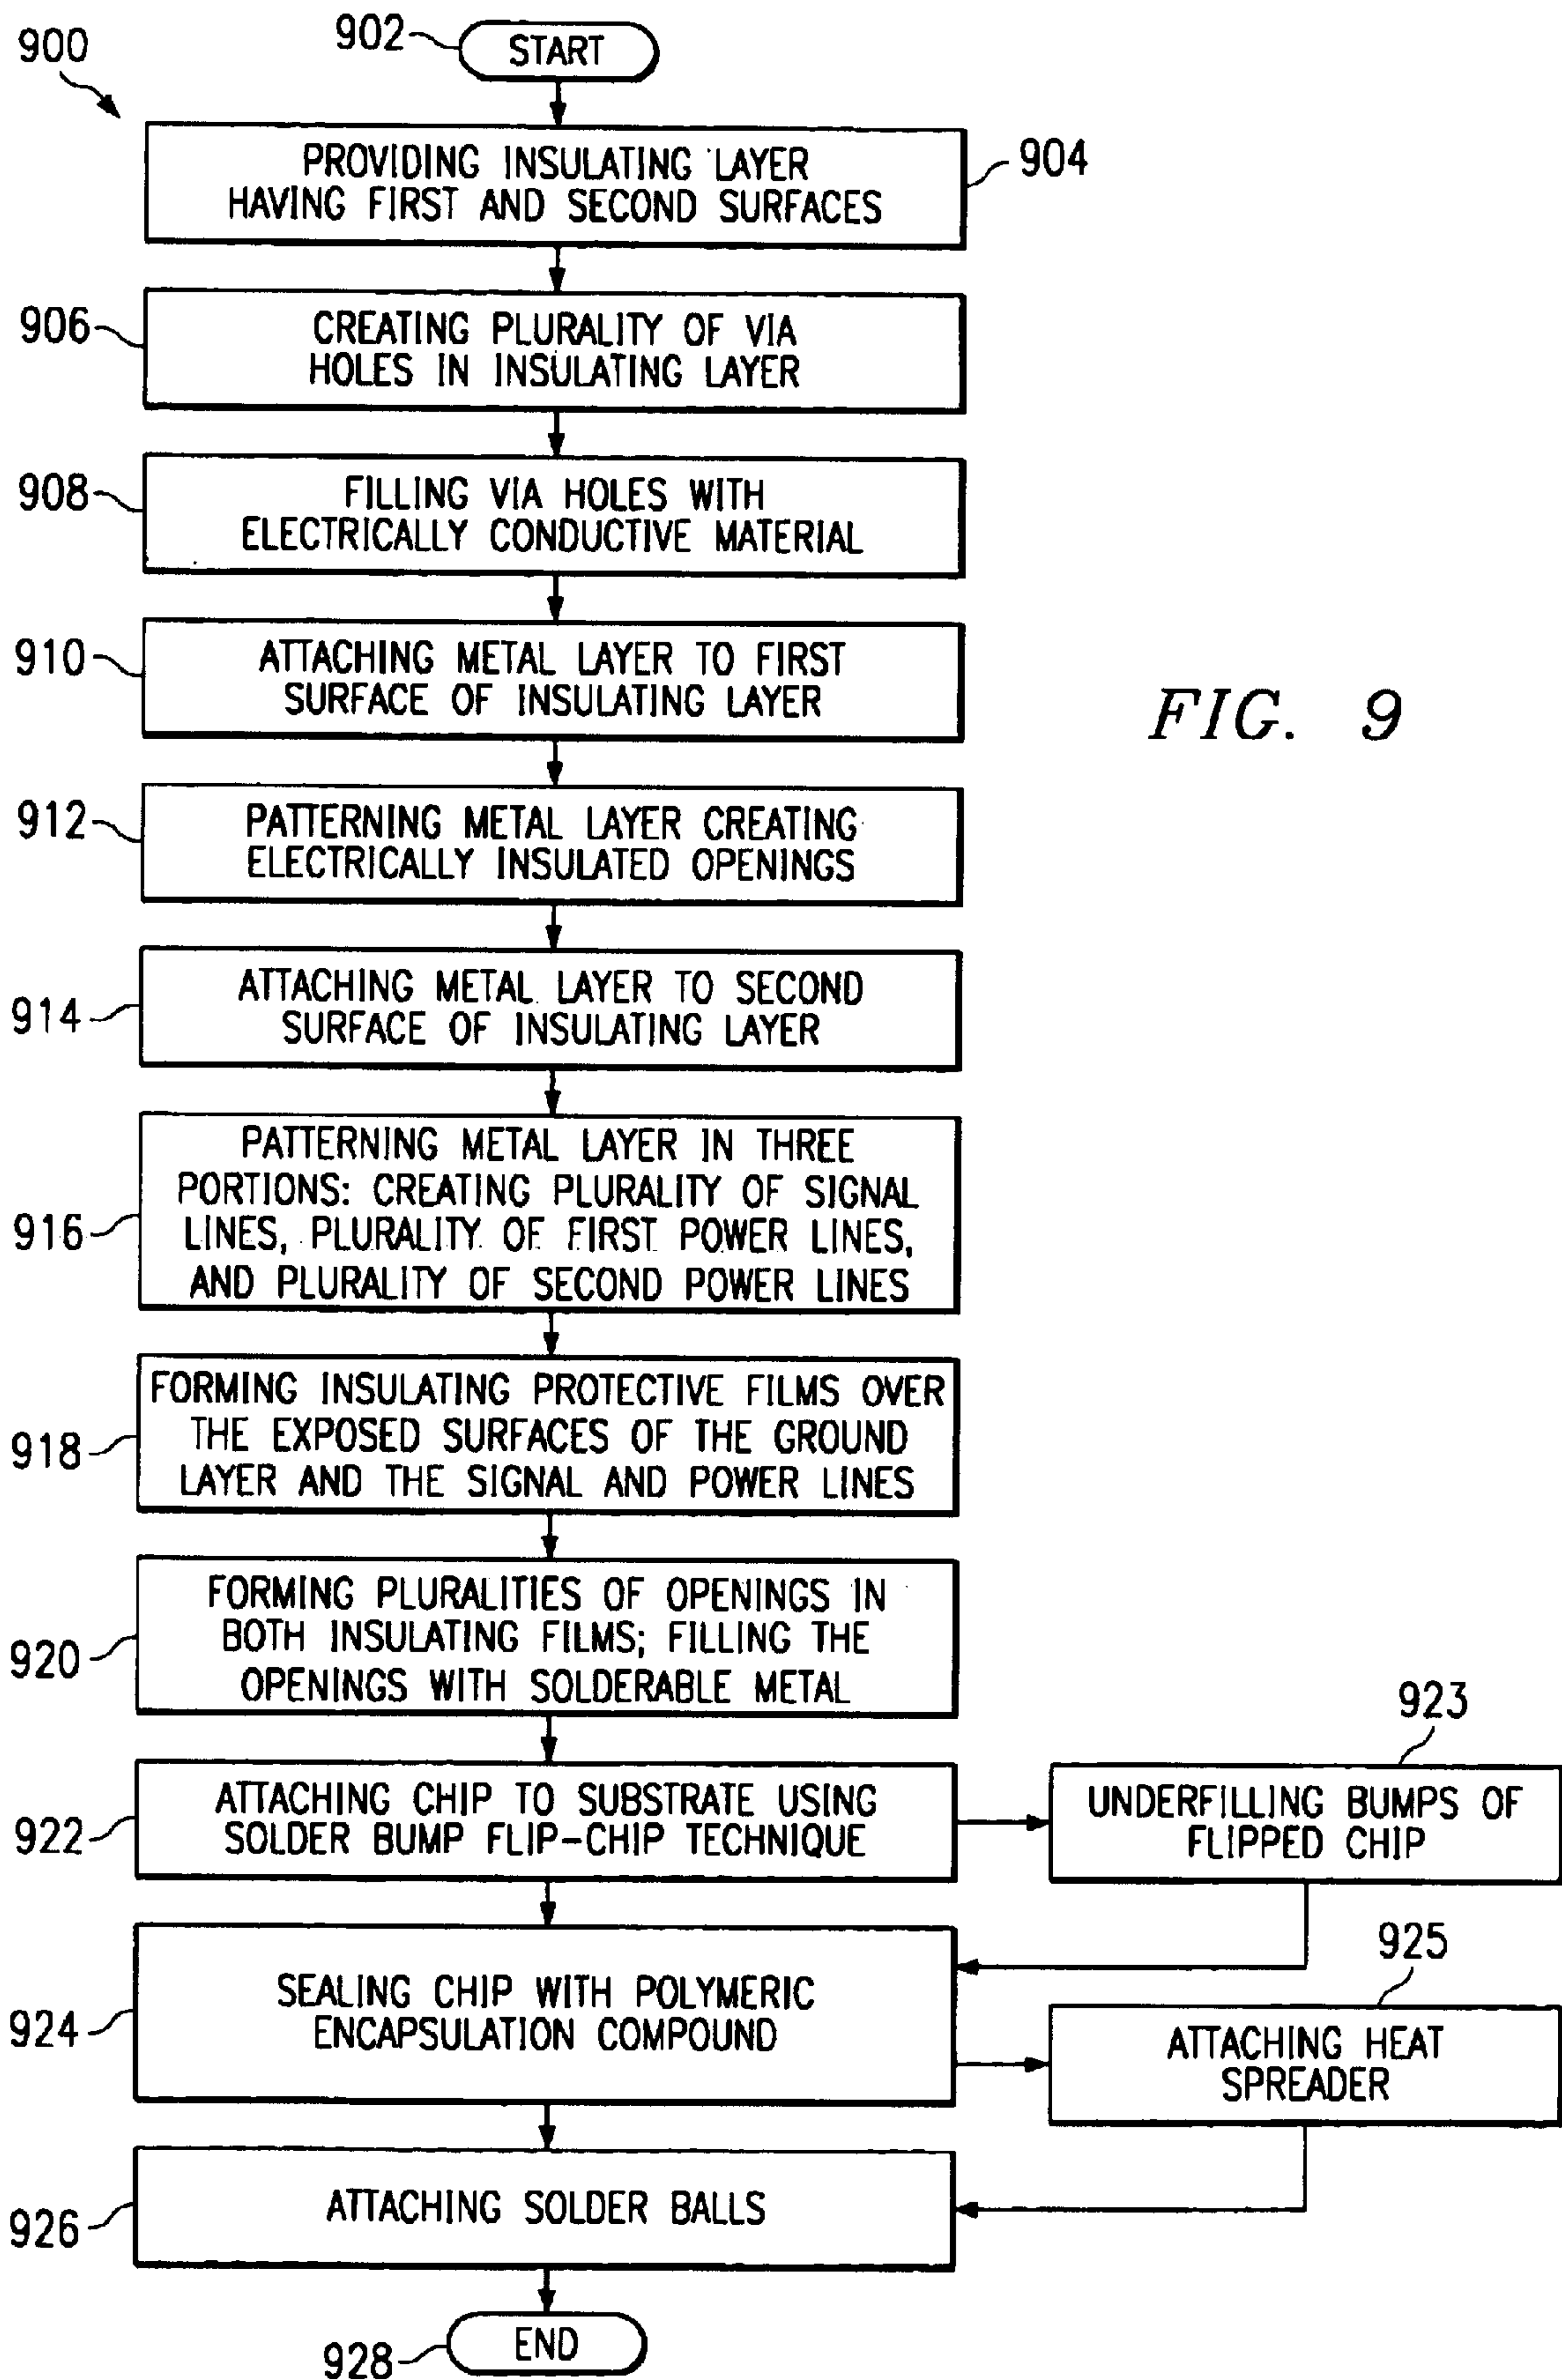 900
902
START
PROVIDING INSULATING LAYER
HAVING FIRST AND SECOND SURFACES
904
906
CREATING PLURALITY OF VIA
HOLES IN INSULATING LAYER
908
FILLING VIA HOLES WITH
ELECTRICALLY CONDUCTIVE MATERIAL
910
ATTACHING METAL LAYER TO FIRST
SURFACE OF INSULATING LAYER
FIG. 9
912
PATTERNING METAL LAYER CREATING
ELECTRICALLY INSULATED OPENINGS
914
ATTACHING METAL LAYER TO SECOND
SURFACE OF INSULATING LAYER
916
PATTERNING METAL LAYER IN THREE
PORTIONS: CREATING PLURALITY OF SIGNAL
LINES, PLURALITY OF FIRST POWER LINES,
AND PLURALITY OF SECOND POWER LINES
918
FORMING INSULATING PROTECTIVE FILMS OVER
THE EXPOSED SURFACES OF THE GROUND
LAYER AND THE SIGNAL AND POWER LINES
920
FORMING PLURALITIES OF OPENINGS IN
BOTH INSULATING FILMS; FILLING THE
OPENINGS WITH SOLDERABLE METAL
922
ATTACHING CHIP TO SUBSTRATE USING
SOLDER BUMP FLIP-CHIP TECHNIQUE
923
UNDERFILLING BUMPS OF
FLIPPED CHIP
924
SEALING CHIP WITH POLYMERIC
ENCAPSULATION COMPOUND
925
ATTACHING HEAT
SPREADER
926
ATTACHING SOLDER BALLS
928
END